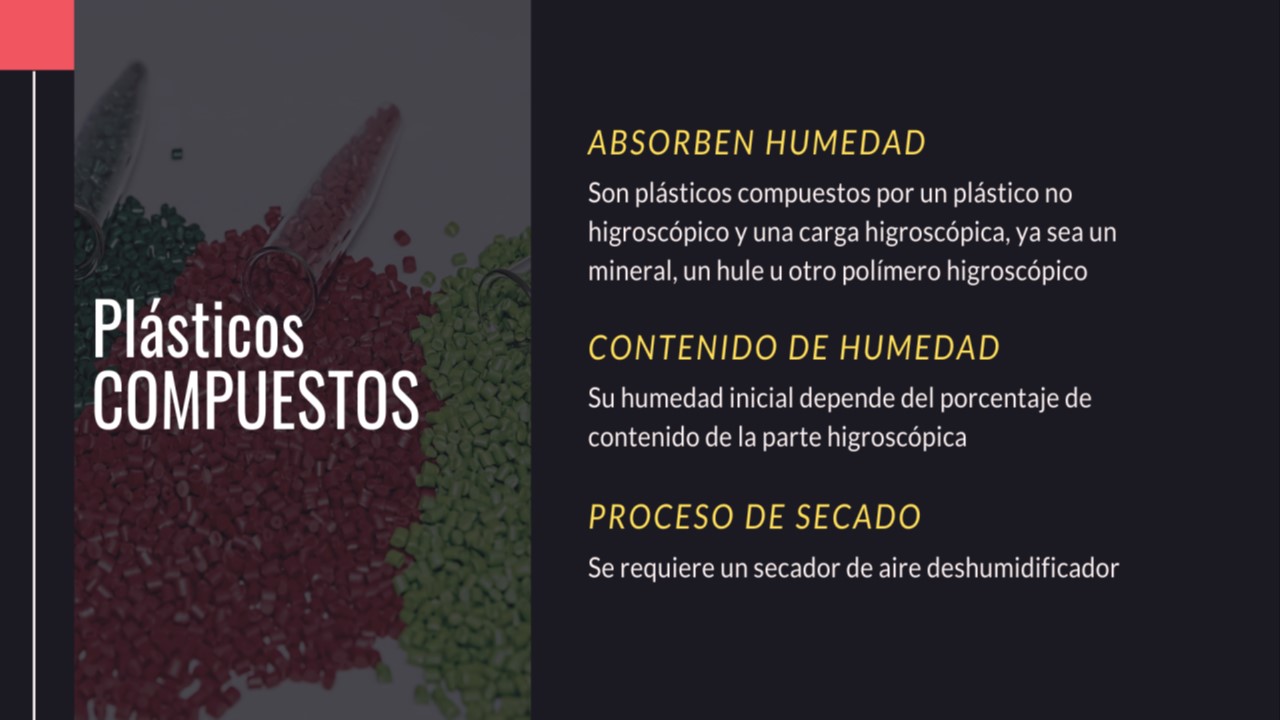 Plásticos
COMPUESTOS
ABSORBEN HUMEDAD
Son plásticos compuestos por un plástico no
higroscópico y una carga higroscópica, ya sea un
mineral, un hule u otro polímero higroscópico
CONTENIDO DE HUMEDAD
Su humedad inicial depende del porcentaje de
contenido de la parte higroscópica
PROCESO DE SECADO
Se requiere un secador de aire deshumidificador